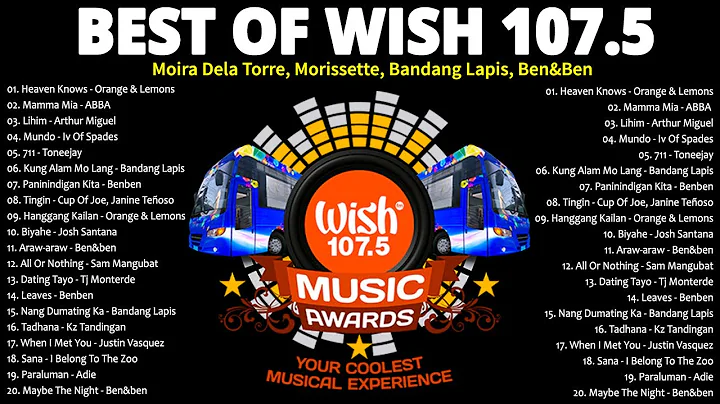 BEST OF WISH 107.5
Moira Dela Torre, Morissette, Bandang Lapis, Ben&Ben
01. Heaven Knows - Orange & Lemons
02. Mamma Mia - ABBA
03. Lihim - Arthur Miguel
04. Mundo - Iv Of Spades
05. 711 - Toneejay
06. Kung Alam Mo Lang - Bandang Lapis
07. Paninindigan Kita - Benben
08. Tingin - Cup Of Joe, Janine Teñoso
09. Hanggang Kailan - Orange & Lemons
10. Biyahe - Josh Santana
11. Araw-araw - Ben&ben
12. All Or Nothing - Sam Mangubat
13. Dating Tayo - Tj Monterde
14. Leaves - Benben
15. Nang Dumating Ka - Bandang Lapis
16. Tadhana - Kz Tandingan
17. When I Met You - Justin Vasquez
18. Sana - I Belong To The Zoo
19. Paraluman - Adie
20. Maybe The Night - Ben&ben
wish
107.5
MUSIC
AWARDS
YOUR COOLEST
MUSICAL EXPERIENCE
01. Heaven Knows - Orange & Lemons
02. Mamma Mia - ABBA
03. Lihim - Arthur Miguel
04. Mundo - Iv Of Spades
05. 711 - Toneejay
06. Kung Alam Mo Lang - Bandang Lapis
07. Paninindigan Kita - Benben
08. Tingin - Cup Of Joe, Janine Teñoso
09. Hanggang Kailan - Orange & Lemons
10. Biyahe - Josh Santana
11. Araw-araw - Ben&ben
12. All Or Nothing - Sam Mangubat
13. Dating Tayo - Tj Monterde
14. Leaves - Benben
15. Nang Dumating Ka - Bandang Lapis
16. Tadhana - Kz Tandingan
17. When I Met You - Justin Vasquez
18. Sana - I Belong To The Zoo
19. Paraluman - Adie
20. Maybe The Night - Ben&ben